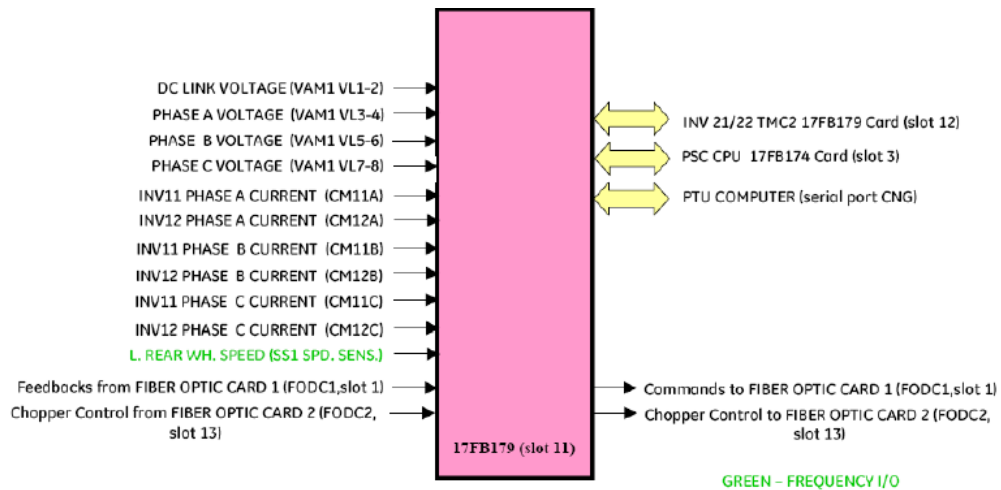 DC LINK VOLTAGE (VAM1 VL1-2)
PHASE A VOLTAGE (VAM1 VL3-4)
PHASE B VOLTAGE (VAM1 VL5-6)
PHASE C VOLTAGE (VAM1 VL7-8)
INV11 PHASE A CURRENT (CM11A)
INV12 PHASE A CURRENT (CM12A)
INV11 PHASE B CURRENT (CM11B)
INV12 PHASE B CURRENT (CM12B)
INV11 PHASE C CURRENT (CM11C)
INV12 PHASE C CURRENT (CM12C)
L. REAR WH. SPEED (SS1 SPD. SENS.)
Feedbacks from FIBER OPTIC CARD 1 (FODC1,slot 1)
Chopper Control from FIBER OPTIC CARD 2 (FODC2,
slot 13)
17FB179 (slot 11)
INV 21/22 TMC2 17FB179 Card (slot 12)
PSC CPU 17FB174 Card (slot 3)
PTU COMPUTER (serial port CNG)
Commands to FIBER OPTIC CARD 1 (FODC1,slot 1)
Chopper Control to FIBER OPTIC CARD 2 (FODC2,
slot 13)
GREEN – FREQUENCY I/O